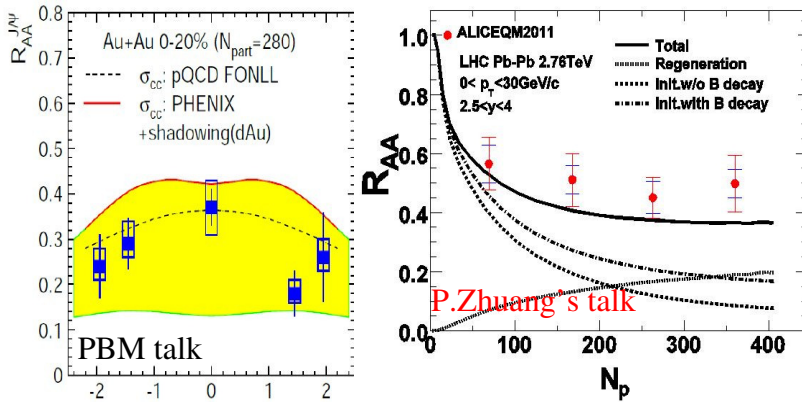 R_AA^J/ψ
0.8
0.7
0.6
0.5
0.4
0.3
0.2
0.1
0
-2
-1
0
1
2
Au+Au 0-20% (N_part=280)
σ_cc: pQCD FONLL
σ_cc: PHENIX
+shadowing(dAu)
PBM talk
R_AA
1.0
0.8
0.6
0.4
0.2
0.0
0
100
200
300
400
N_p
ALICEQM2011
LHC Pb-Pb 2.76TeV
0< p_T<30GeV/c
2.5<y<4
Total
Regeneration
Init.w/o B decay
Init.with B decay
P.Zhuang s talk